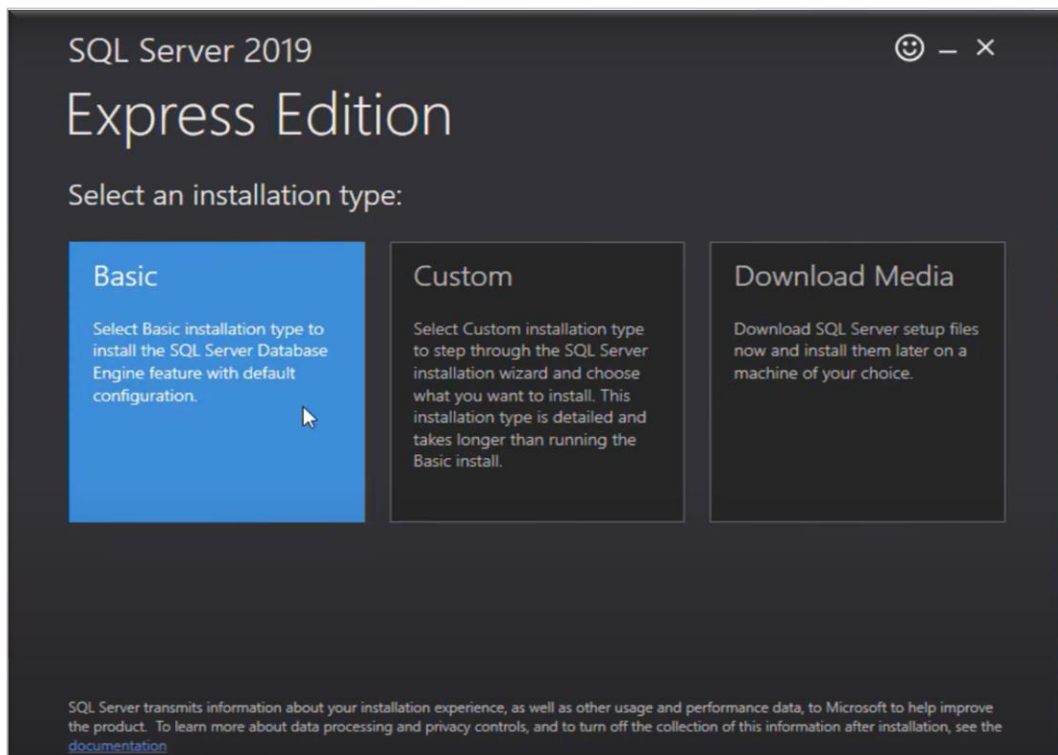 SQL Server 2019
Express Edition
Select an installation type:
Basic
Select Basic installation type to
install the SQL Server Database
Engine feature with default
configuration.
Custom
Select Custom installation type
to step through the SQL Server
installation wizard and choose
what you want to install. This
installation type is detailed and
takes longer than running the
Basic install.
Download Media
Download SQL Server setup files
now and install them later on a
machine of your choice.
SQL Server transmits information about your installation experience, as well as other usage and performance data, to Microsoft to help improve
the product. To learn more about data processing and privacy controls, and to turn off the collection of this information after installation, see the
documentation